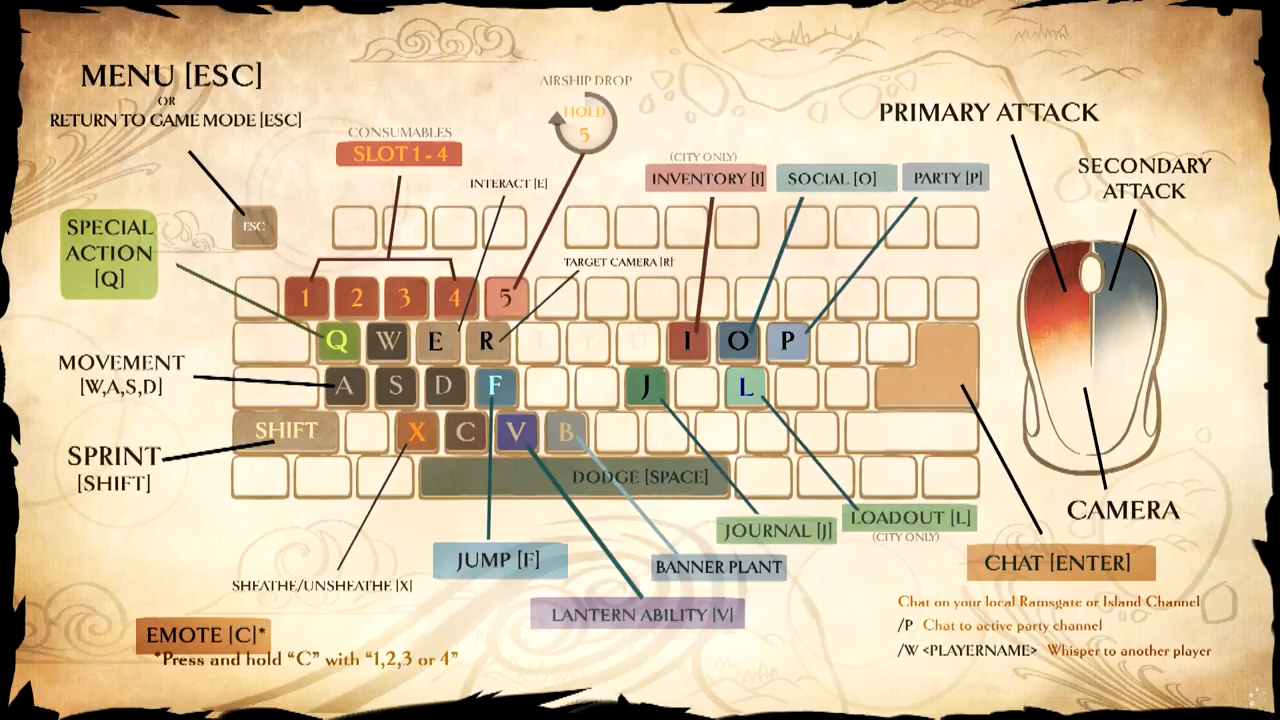 MENU [ESC]
OR
RETURN TO GAME MODE [ESC]
AIRSHIP DROP
HOLD
5
CONSUMABLES
SLOT 1 - 4
INTERACT [E]
(CITY ONLY)
INVENTORY [I]
SOCIAL [O]
PARTY [P]
PRIMARY ATTACK
SECONDARY
ATTACK
SPECIAL
ACTION
[Q]
ESC
TARGET CAMERA [R]
1 2 3 4 5
Q W E R T Y U I O P
MOVEMENT
[W,A,S,D]
A S D F J L
SPRINT
[SHIFT]
SHIFT X C V B
DODGE [SPACE]
CAMERA
JOURNAL [J]
LOADOUT [L]
(CITY ONLY)
JUMP [F]
BANNER PLANT
CHAT [ENTER]
SHEATHE/UNSHEATHE [X]
LANTERN ABILITY [V]
Chat on your local Ramsgate or Island Channel
/P Chat to active party channel
/W <PLAYERNAME> Whisper to another player
EMOTE [C]*
*Press and hold “C” with “1,2,3 or 4”